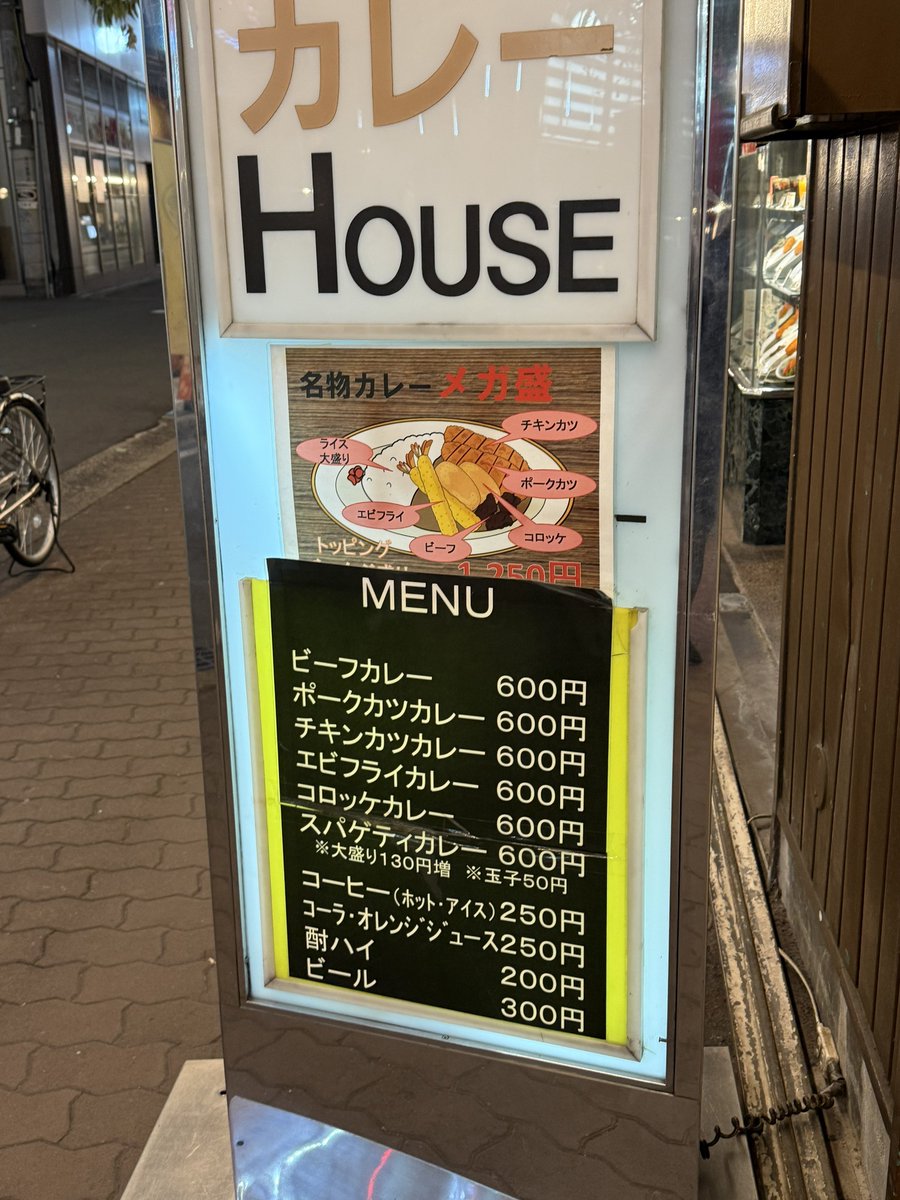 カレー
HOUSE
名物カレー メガ盛
チキンカツ
ライス
大盛り
ポークカツ
エビフライ
コロッケ
ビーフ
トッピング
1,250円
MENU
ビーフカレー 600円
ポークカツカレー 600円
チキンカツカレー 600円
エビフライカレー 600円
コロッケカレー 600円
スパゲティカレー 600円
※大盛り130円増 ※玉子50円
コーヒー(ホット・アイス) 250円
コーラ・オレンジジュース 250円
酎ハイ 200円
ビール 300円